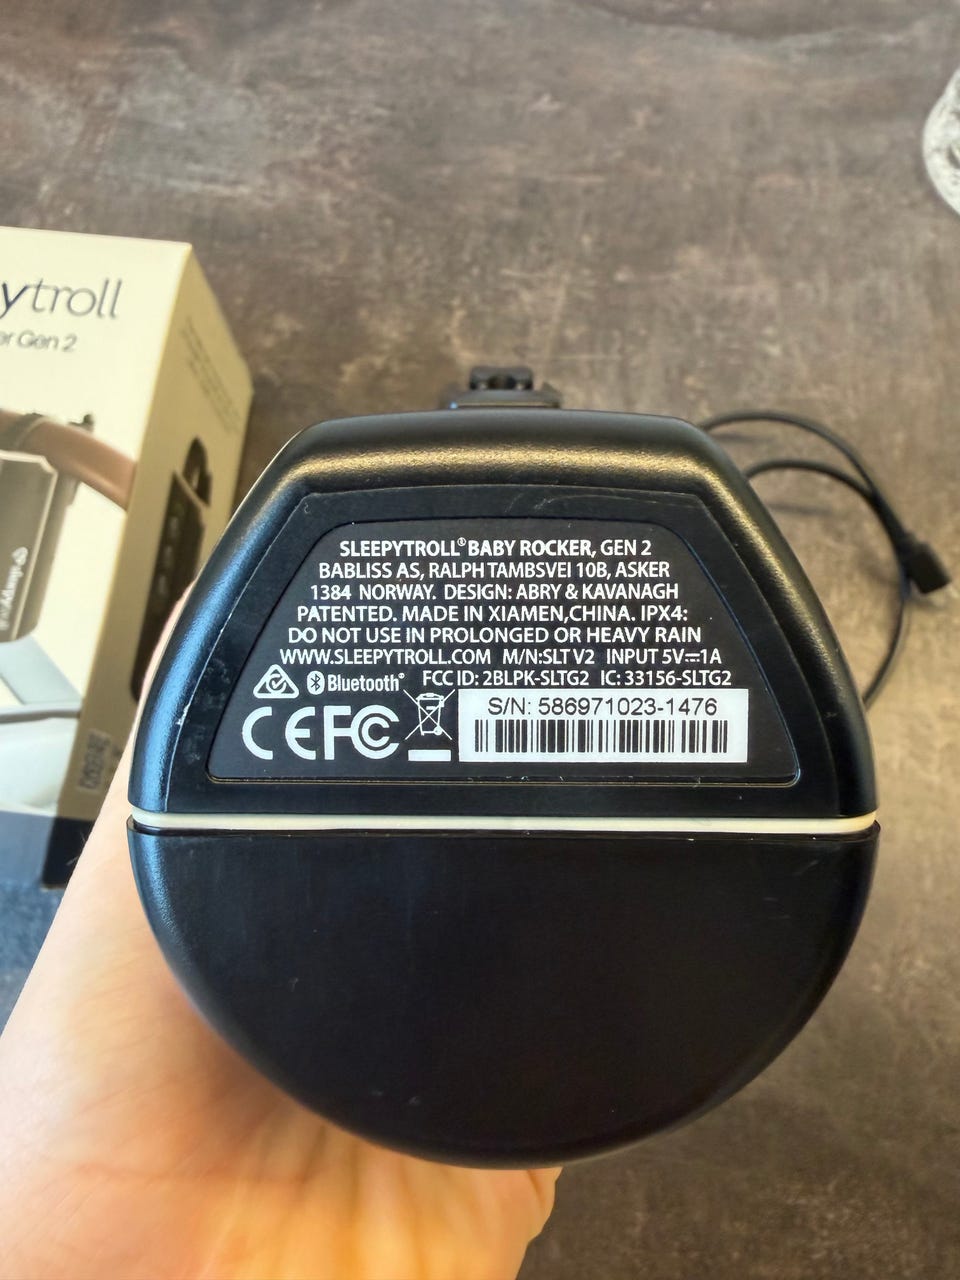 ytroll
er Gen 2
SLEEPYTROLL® BABY ROCKER, GEN 2
BABLISS AS, RALPH TAMBSVEI 10B, ASKER
1384 NORWAY. DESIGN: ABRY & KAVANAGH
PATENTED. MADE IN XIAMEN,CHINA. IPX4:
DO NOT USE IN PROLONGED OR HEAVY RAIN
WWW.SLEEPYTROLL.COM M/N:SLT V2 INPUT 5V⎓1A
Bluetooth® FCC ID: 2BLPK-SLTG2 IC: 33156-SLTG2
CE FC
S/N: 586971023-1476